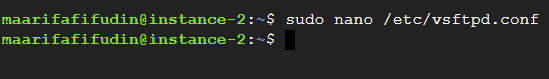 maarifafifudin@instance-2:~$ sudo nano /etc/vsftpd.conf
maarifafifudin@instance-2:~$